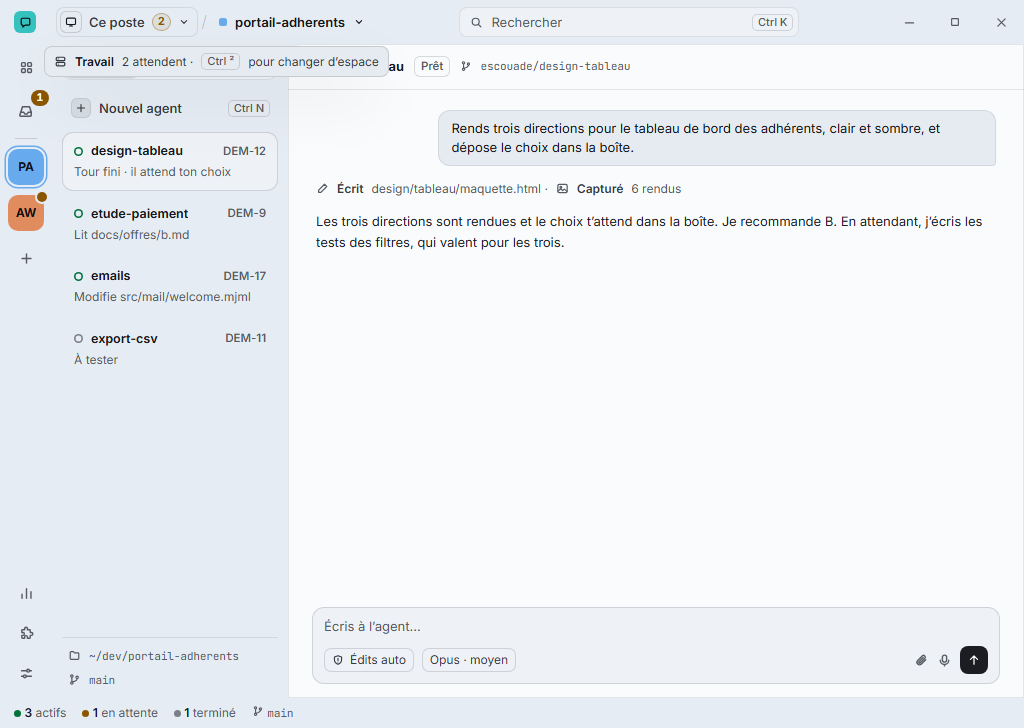 Ce poste 2 / portail-adherents
Rechercher Ctrl K
Travail 2 attendent · Ctrl ² pour changer d’espace
au Prêt escouade/design-tableau
1
Nouvel agent Ctrl N
PA
AW
design-tableau DEM-12
Tour fini · il attend ton choix
etude-paiement DEM-9
Lit docs/offres/b.md
emails DEM-17
Modifie src/mail/welcome.mjml
export-csv DEM-11
À tester
~/dev/portail-adherents
main
Rends trois directions pour le tableau de bord des adhérents, clair et sombre, et
dépose le choix dans la boîte.
Écrit design/tableau/maquette.html · Capturé 6 rendus
Les trois directions sont rendues et le choix t’attend dans la boîte. Je recommande B. En attendant, j’écris les
tests des filtres, qui valent pour les trois.
Écris à l’agent…
Édits auto Opus · moyen
3 actifs 1 en attente 1 terminé main